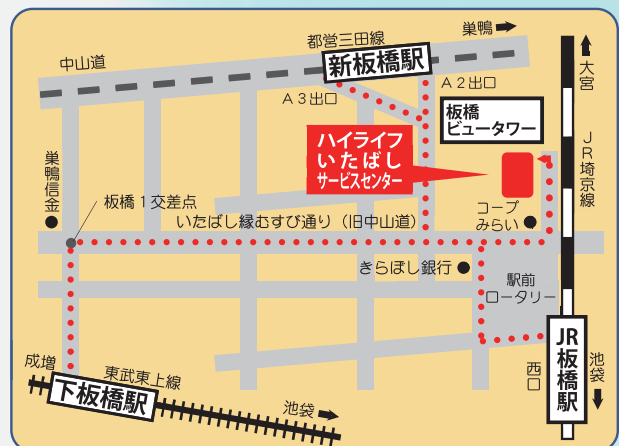 巣鴨
都営三田線
中山道
新板橋駅
A3出口
A2出口
大宮
板橋
ビュータワー
JR埼京線
ハイライフ
いたばし
サービスセンター
巣鴨信金
板橋1交差点
いたばし縁むすび通り（旧中山道）
コープ
みらい
きらぼし銀行
駅前
ロータリー
成増
東武東上線
下板橋駅
池袋
西口
JR板橋駅
池袋